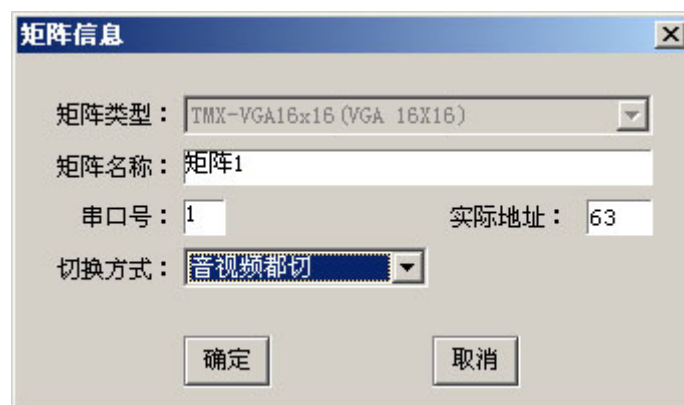 矩阵信息
矩阵类型： TMX-VGA16x16(VGA 16X16)
矩阵名称： 矩阵1
串口号： 1 实际地址： 63
切换方式： 音视频都切
确定 取消